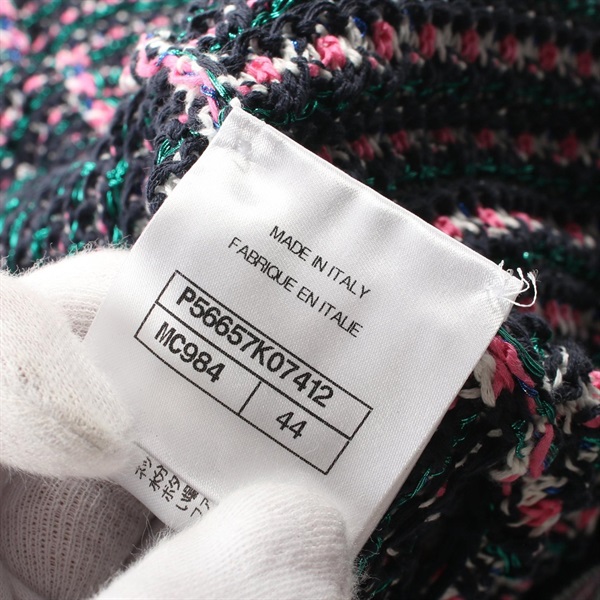 MADE IN ITALY
FABRIQUE EN ITALIE
P56657K07412
MC984
44